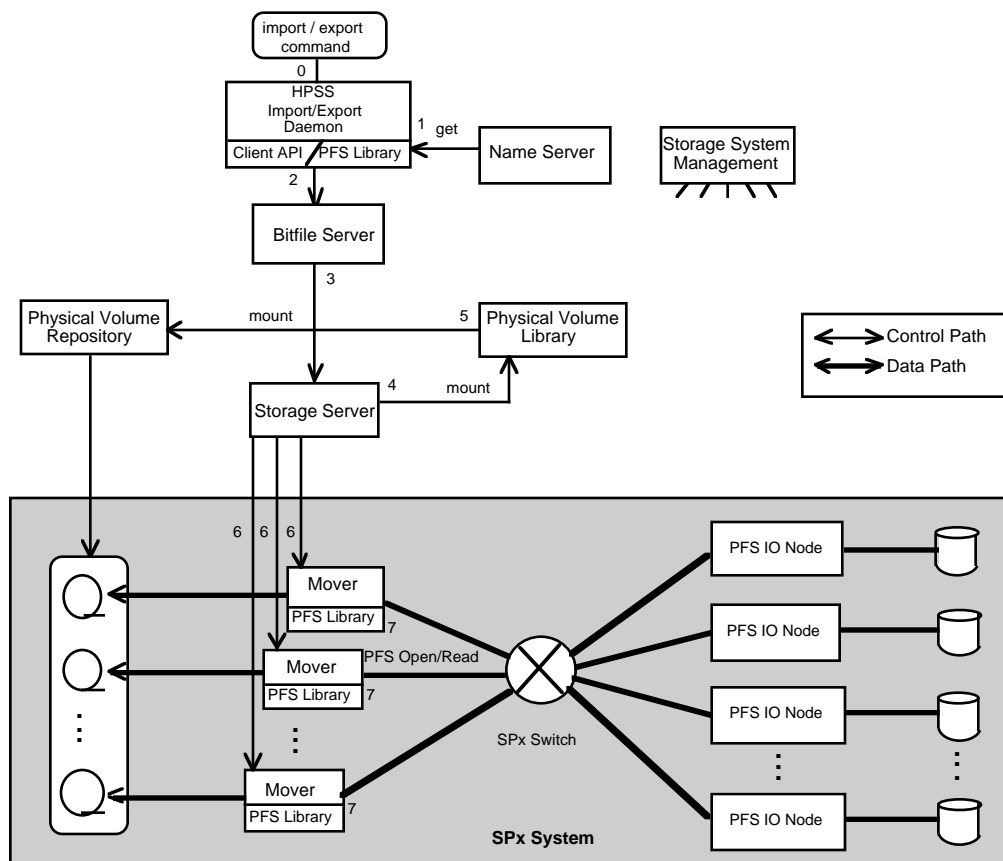 import / export
command
0
HPSS
Import/Export
Daemon
1
get
Client API
PFS Library
Name Server
Storage System
Management
2
Bitfile Server
3
Physical Volume
Repository
mount
5
Physical Volume
Library
Control Path
Data Path
4
mount
Storage Server
6
6
6
PFS IO Node
Mover
PFS Library
7
PFS IO Node
PFS Open/Read
Mover
PFS Library
7
PFS IO Node
SPx Switch
Mover
PFS Library
7
PFS IO Node
SPx System